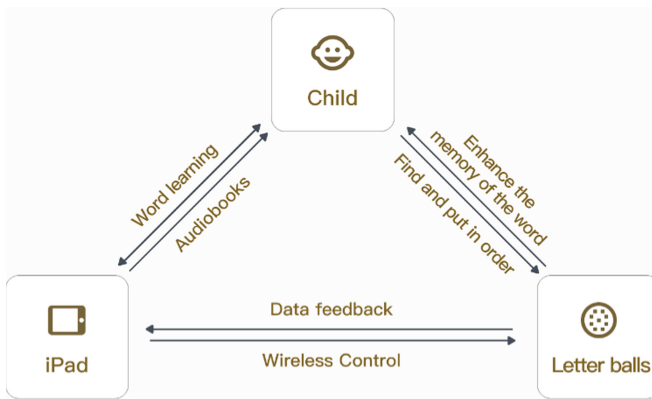 Child
Word learning
Audiobooks
Enhance the
memory of the word
Find and put in order
Data feedback
Wireless Control
iPad
Letter balls